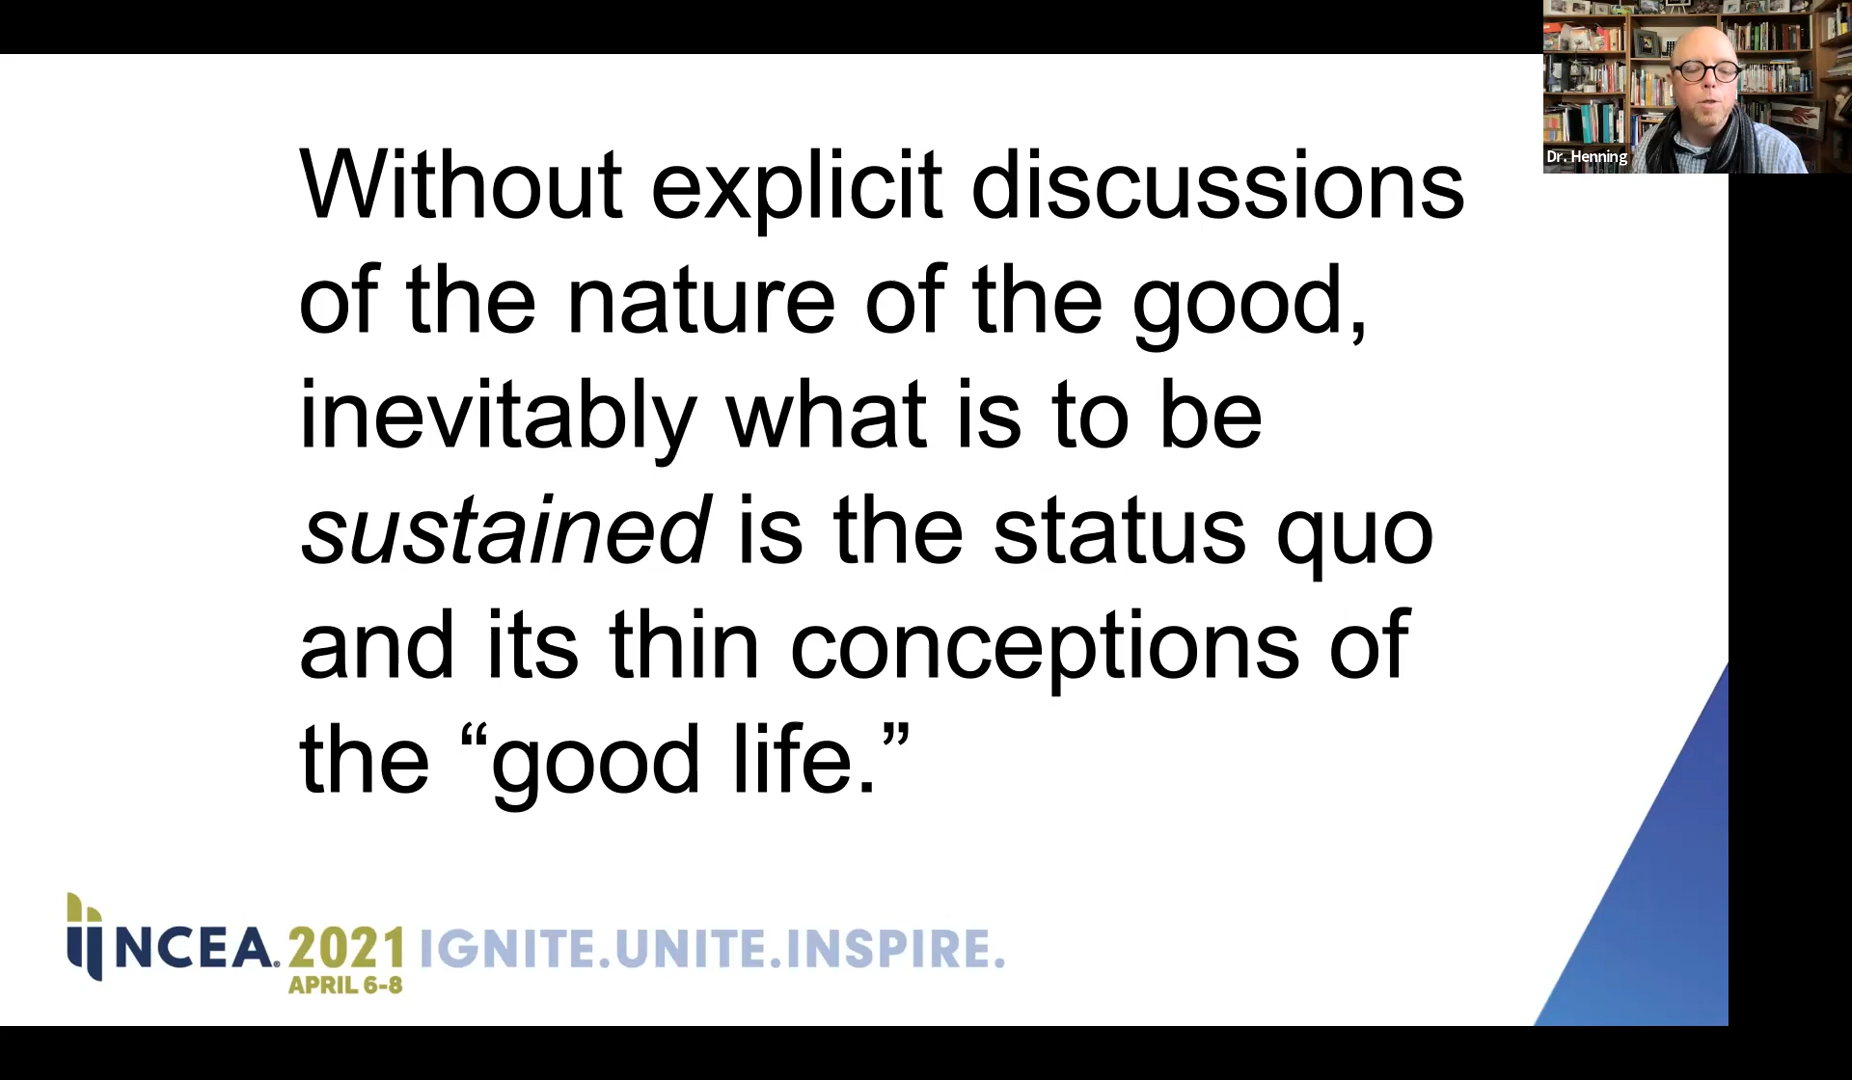 Dr. Henning
Without explicit discussions
of the nature of the good,
inevitably what is to be
sustained is the status quo
and its thin conceptions of
the “good life.”
NCEA® 2021 IGNITE.UNITE.INSPIRE.
APRIL 6-8